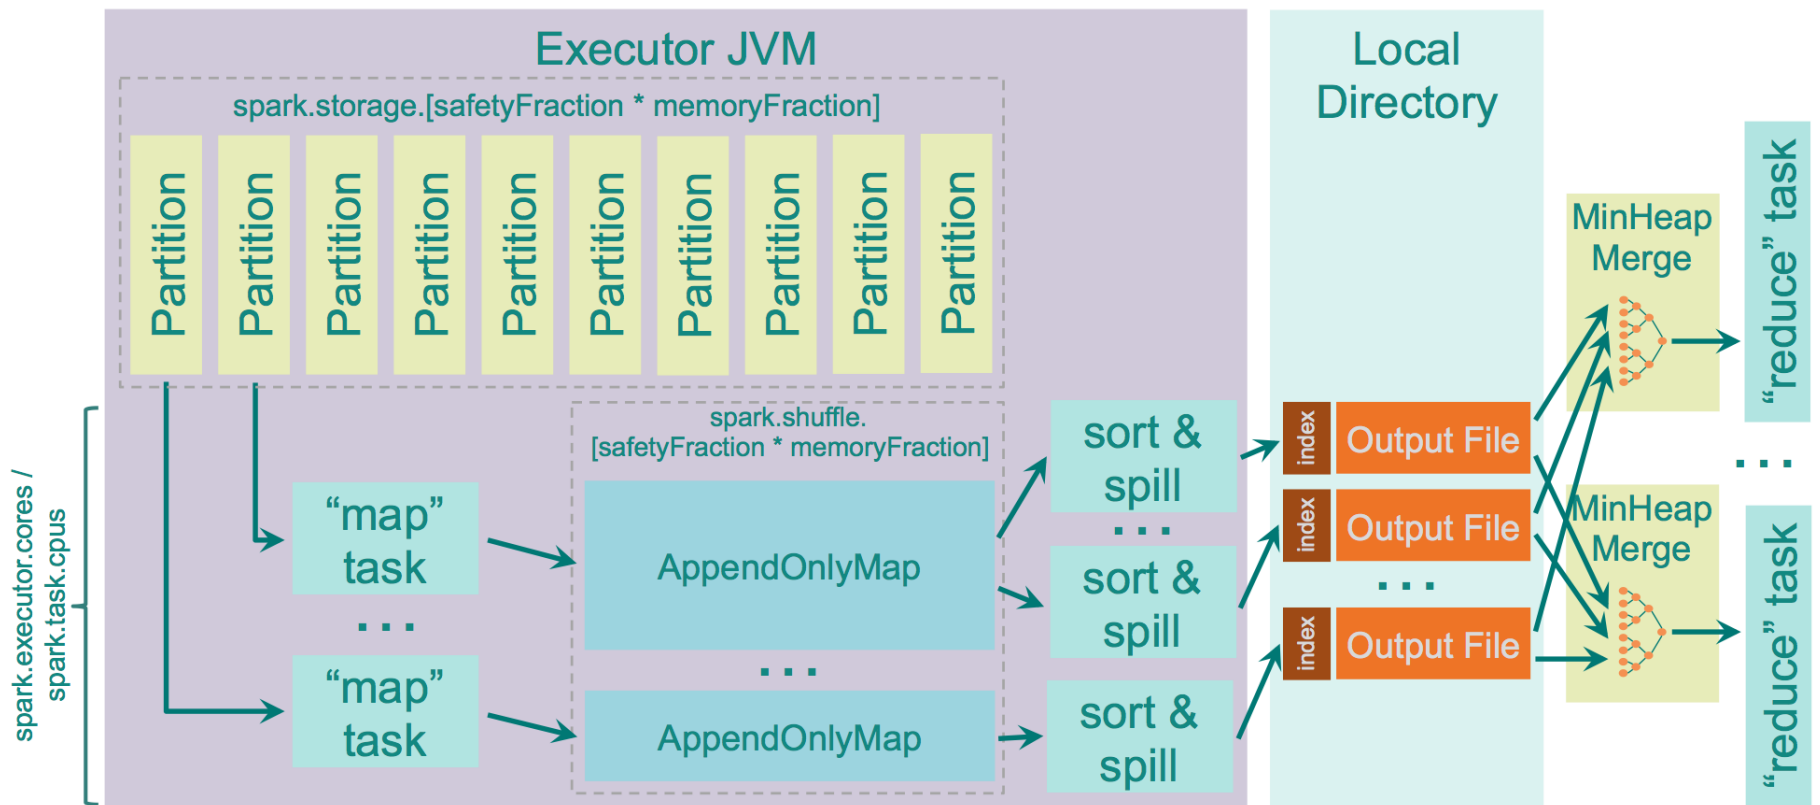 Executor JVM
spark.storage.[safetyFraction * memoryFraction]
Partition
Partition
Partition
Partition
Partition
Partition
Partition
Partition
Partition
Partition
spark.executor.cores /
spark.task.cpus
“map”
task
...
“map”
task
spark.shuffle.
[safetyFraction * memoryFraction]
AppendOnlyMap
...
AppendOnlyMap
sort &
spill
...
sort &
spill
sort &
spill
Local
Directory
index
Output File
index
Output File
...
index
Output File
MinHeap
Merge
“reduce” task
...
MinHeap
Merge
“reduce” task